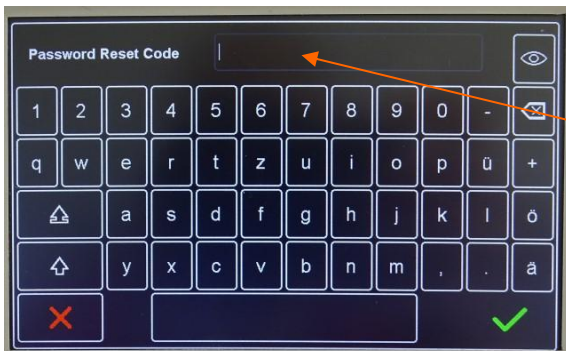 Password Reset Code
1 2 3 4 5 6 7 8 9 0 -
q w e r t z u i o p ü +
a s d f g h j k l ö
y x c v b n m , . ä